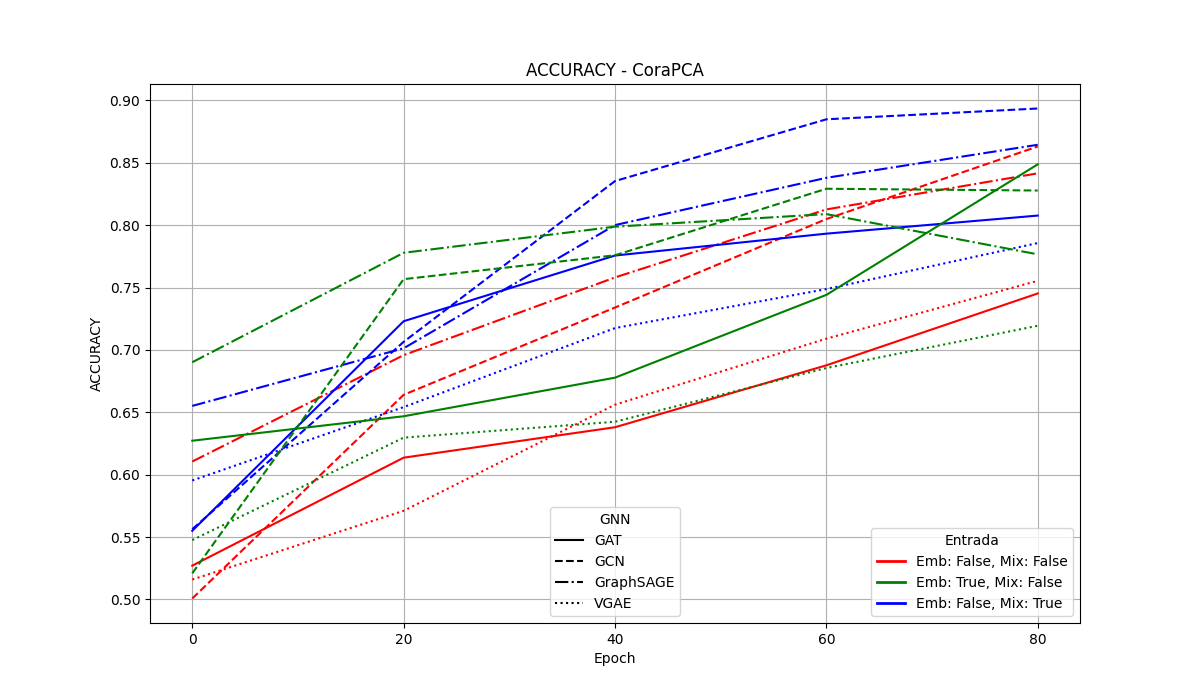 ACCURACY - CoraPCA
ACCURACY
0.90
0.85
0.80
0.75
0.70
0.65
0.60
0.55
0.50
GNN
GAT
GCN
GraphSAGE
VGAE
Entrada
Emb: False, Mix: False
Emb: True, Mix: False
Emb: False, Mix: True
0 20 40 60 80
Epoch